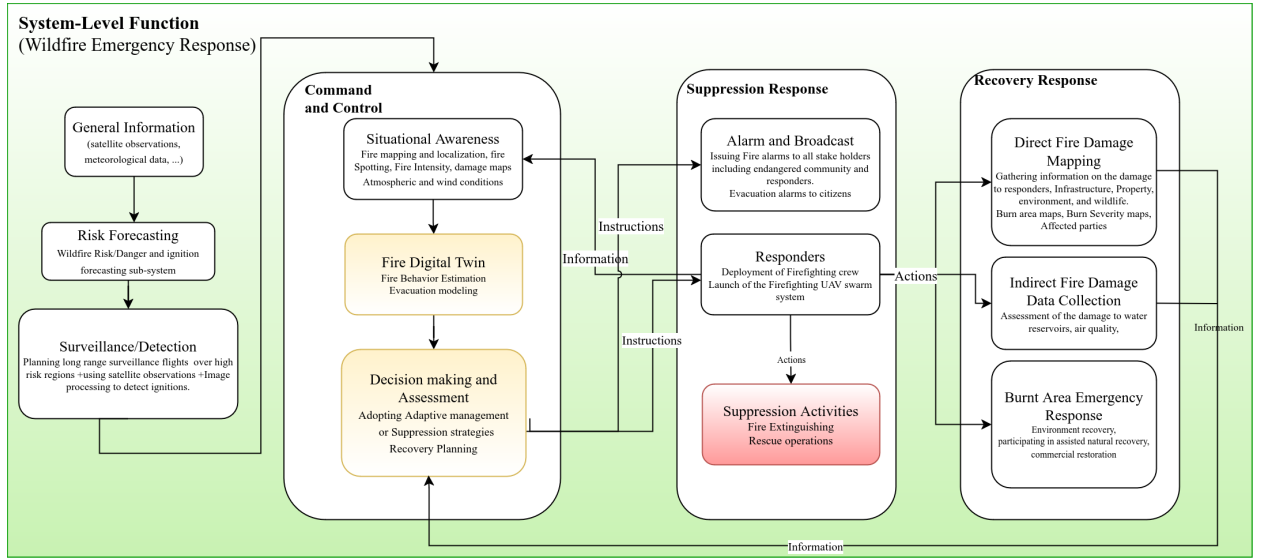 System-Level Function
(Wildfire Emergency Response)
General Information
(satellite observations,
meteorological data, ...)
Risk Forecasting
Wildfire Risk/Danger and ignition
forecasting sub-system
Surveillance/Detection
Planning long range surveillance flights over high
risk regions +using satellite observations +Image
processing to detect ignitions.
Command
and Control
Situational Awareness
Fire mapping and localization, fire
Spotting, Fire Intensity, damage maps
Atmospheric and wind conditions
Fire Digital Twin
Fire Behavior Estimation
Evacuation modeling
Decision making and
Assessment
Adopting Adaptive management
or Suppression strategies
Recovery Planning
Instructions
Information
Instructions
Suppression Response
Alarm and Broadcast
Issuing Fire alarms to all stake holders
including endangered community and
responders.
Evacuation alarms to citizens
Responders
Deployment of Firefighting crew
Launch of the Firefighting UAV swarm
system
Actions
Suppression Activities
Fire Extinguishing
Rescue operations
Actions
Recovery Response
Direct Fire Damage
Mapping
Gathering information on the damage
to responders, Infrastructure, Property,
environment, and wildlife.
Burn area maps, Burn Severity maps,
Affected parties
Indirect Fire Damage
Data Collection
Assessment of the damage to water
reservoirs, air quality,
Burnt Area Emergency
Response
Environment recovery,
participating in assisted natural recovery,
commercial restoration
Information
Information